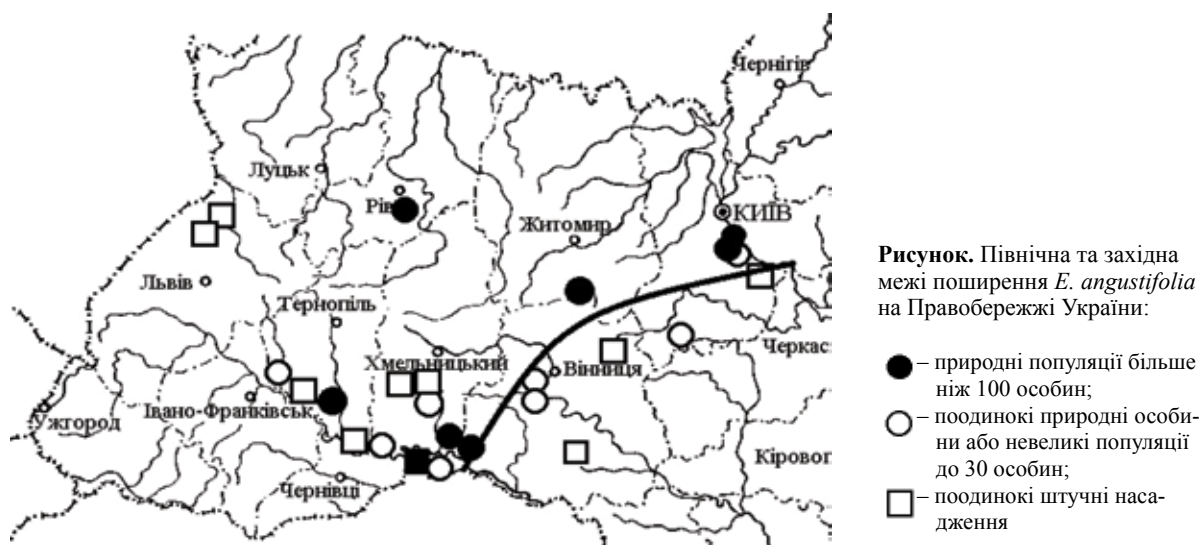 Чернігів
Луцьк
Рів
КИЇВ
Житомир
Львів
Тернопіль
Хмельницький
Черкас
Вінниця
Івано-Франківськ
Ужгород
Кіровог
Чернівці
Рисунок. Північна та західна
межі поширення E. angustifolia
на Правобережжі України:
– природні популяції більше
ніж 100 особин;
– поодинокі природні особи-
ни або невеликі популяції
до 30 особин;
– поодинокі штучні наса-
дження